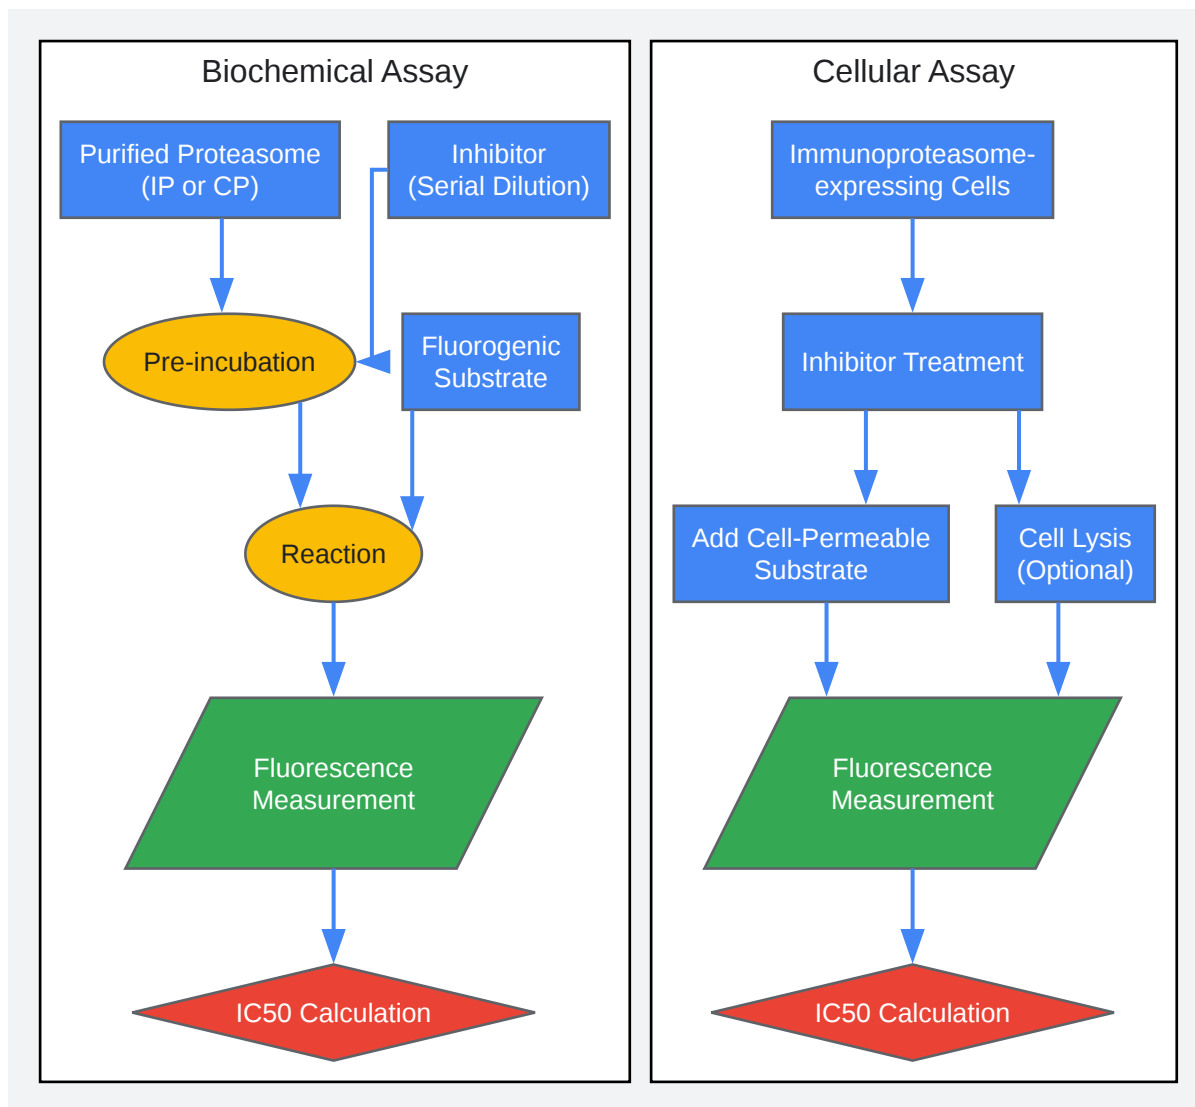 Biochemical Assay
Purified Proteasome
(IP or CP)
Inhibitor
(Serial Dilution)
Pre-incubation
Fluorogenic
Substrate
Reaction
Fluorescence
Measurement
IC50 Calculation
Cellular Assay
Immunoproteasome-
expressing Cells
Inhibitor Treatment
Add Cell-Permeable
Substrate
Cell Lysis
(Optional)
Fluorescence
Measurement
IC50 Calculation